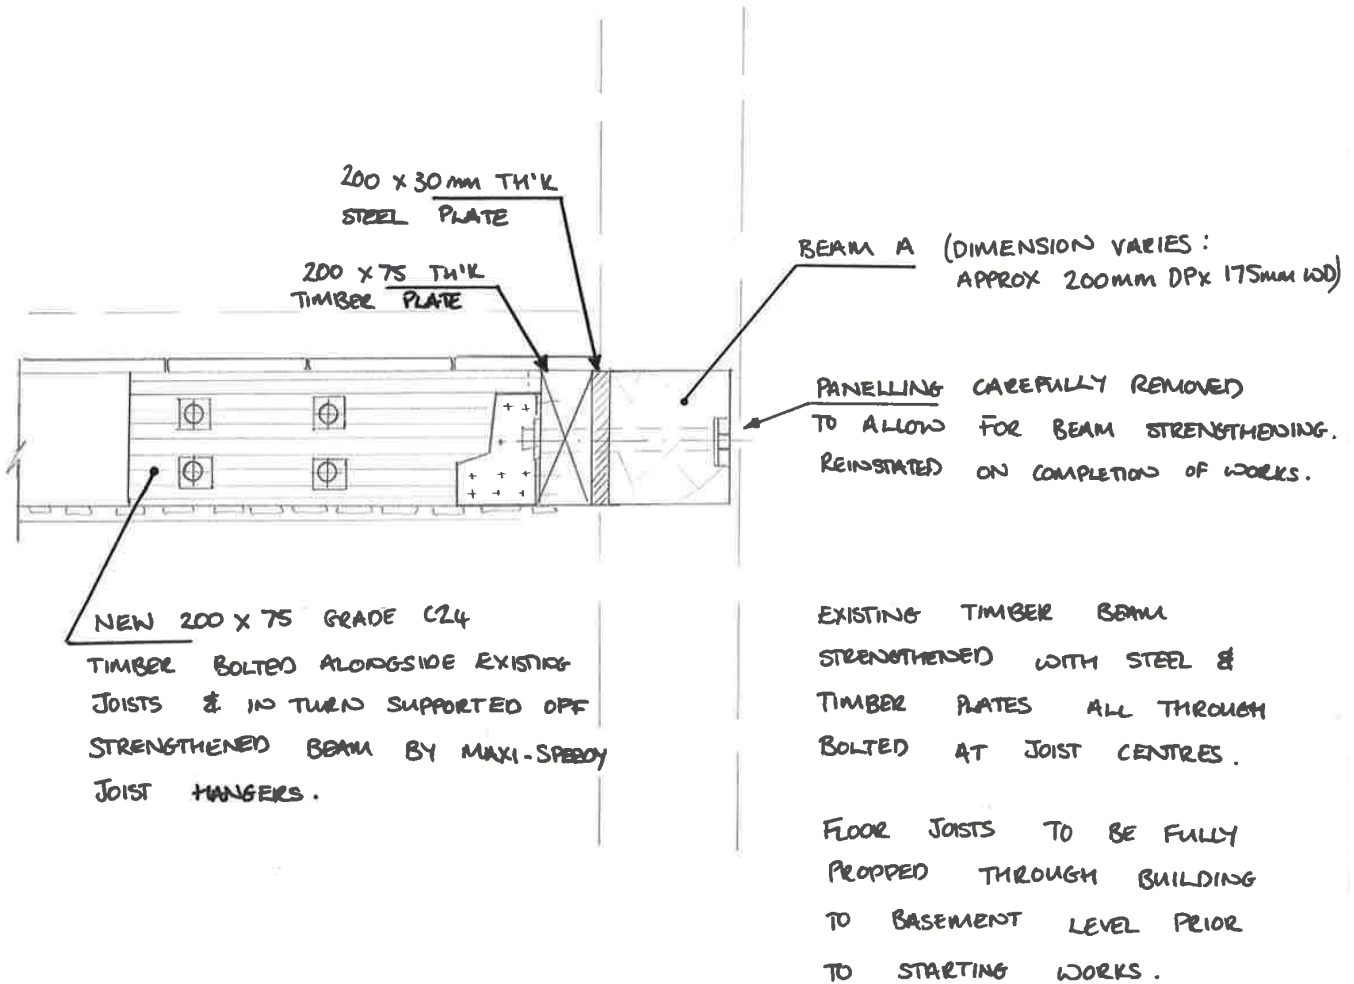 200 x 30mm TH'K
STEEL PLATE
200 x 75 TH'K
TIMBER PLATE
BEAM A (DIMENSION VARIES:
APPROX 200mm DP x 175mm WD)
PANELLING CAREFULLY REMOVED
TO ALLOW FOR BEAM STRENGTHENING.
REINSTATED ON COMPLETION OF WORKS.
NEW 200 x 75 GRADE C24
TIMBER BOLTED ALONGSIDE EXISTING
JOISTS & IN TURN SUPPORTED OFF
STRENGTHENED BEAM BY MAXI-SPEEDY
JOIST HANGERS.
EXISTING TIMBER BEAM
STRENGTHENED WITH STEEL &
TIMBER PLATES ALL THROUGH
BOLTED AT JOIST CENTRES.
FLOOR JOISTS TO BE FULLY
PROPPED THROUGH BUILDING
TO BASEMENT LEVEL PRIOR
TO STARTING WORKS.